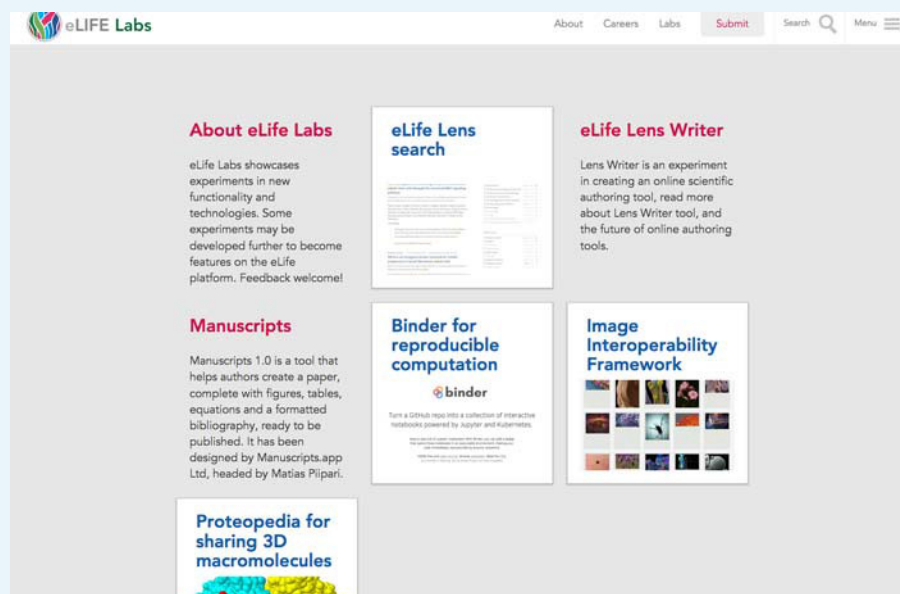 eLIFE Labs
About
Careers
Labs
Submit
Search
Menu
About eLife Labs
eLife Labs showcases
experiments in new
functionality and
technologies. Some
experiments may be
developed further to become
features on the eLife
platform. Feedback welcome!
eLife Lens
search
eLife Lens Writer
Lens Writer is an experiment
in creating an online scientific
authoring tool, read more
about Lens Writer tool, and
the future of online authoring
tools.
Manuscripts
Manuscripts 1.0 is a tool that
helps authors create a paper,
complete with figures, tables,
equations and a formatted
bibliography, ready to be
published. It has been
designed by Manuscripts.app
Ltd, headed by Matias Piipari.
Binder for
reproducible
computation
binder
Turn a GitHub repo into a collection of interactive
notebooks powered by Jupyter and Kubernetes.
Image
Interoperability
Framework
Proteopedia for
sharing 3D
macromolecules